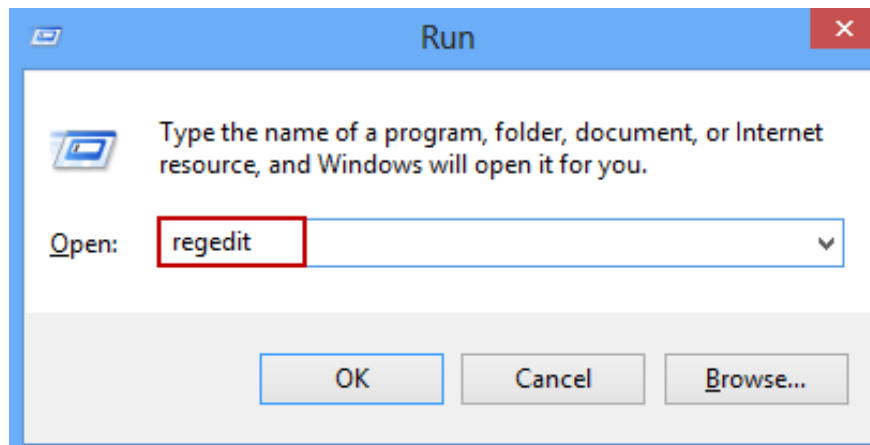 Run
Type the name of a program, folder, document, or Internet
resource, and Windows will open it for you.
Open: regedit
OK Cancel Browse...